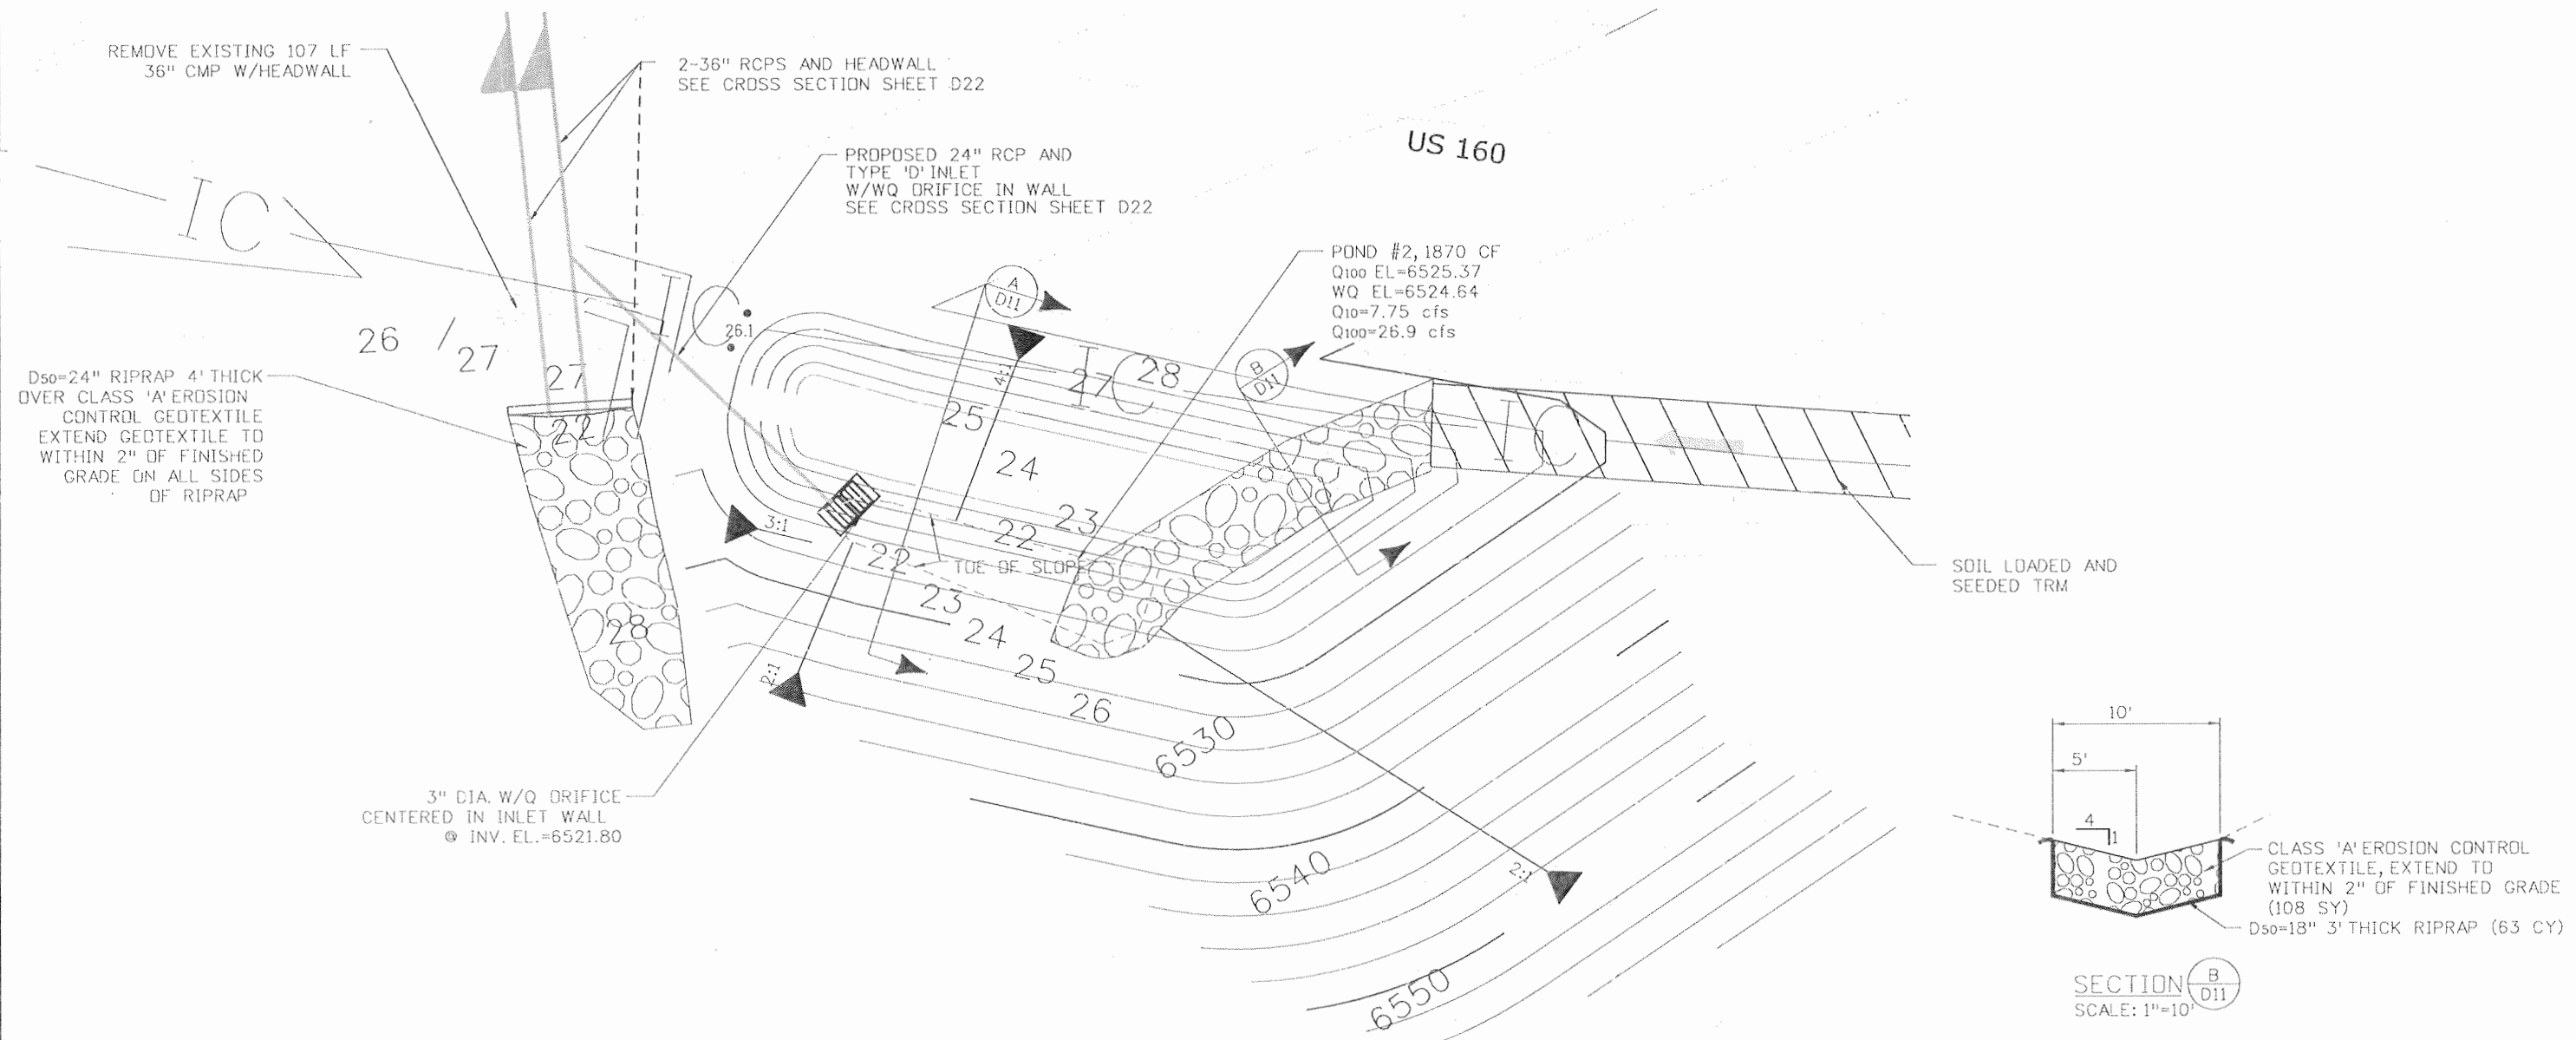 REMOVE EXISTING 107 LF
36" CMP W/HEADWALL
2-36" RCPS AND HEADWALL
SEE CROSS SECTION SHEET D22
PROPOSED 24" RCP AND
TYPE 'D' INLET
W/WQ ORIFICE IN WALL
SEE CROSS SECTION SHEET D22
US 160
POND #2, 1870 CF
Q100 EL=6525.37
WQ EL=6524.64
Q10=7.75 cfs
Q100=26.9 cfs
IC
IC
IC
IC
A
D11
B
D11
26.1
26 / 27
27
22
28
D50=24" RIPRAP 4' THICK
OVER CLASS 'A' EROSION
CONTROL GEOTEXTILE
EXTEND GEOTEXTILE TO
WITHIN 2" OF FINISHED
GRADE ON ALL SIDES
OF RIPRAP
4:1
27
28
25
24
23
22
3:1
22
TOE OF SLOPE
23
24
25
26
2:1
6530
6540
6550
2:1
SOIL LOADED AND
SEEDED TRM
3" DIA. W/Q ORIFICE
CENTERED IN INLET WALL
@ INV. EL.=6521.80
10'
5'
4
1
CLASS 'A' EROSION CONTROL
GEOTEXTILE, EXTEND TO
WITHIN 2" OF FINISHED GRADE
(108 SY)
D50=18" 3' THICK RIPRAP (63 CY)
SECTION B
D11
SCALE: 1"=10'